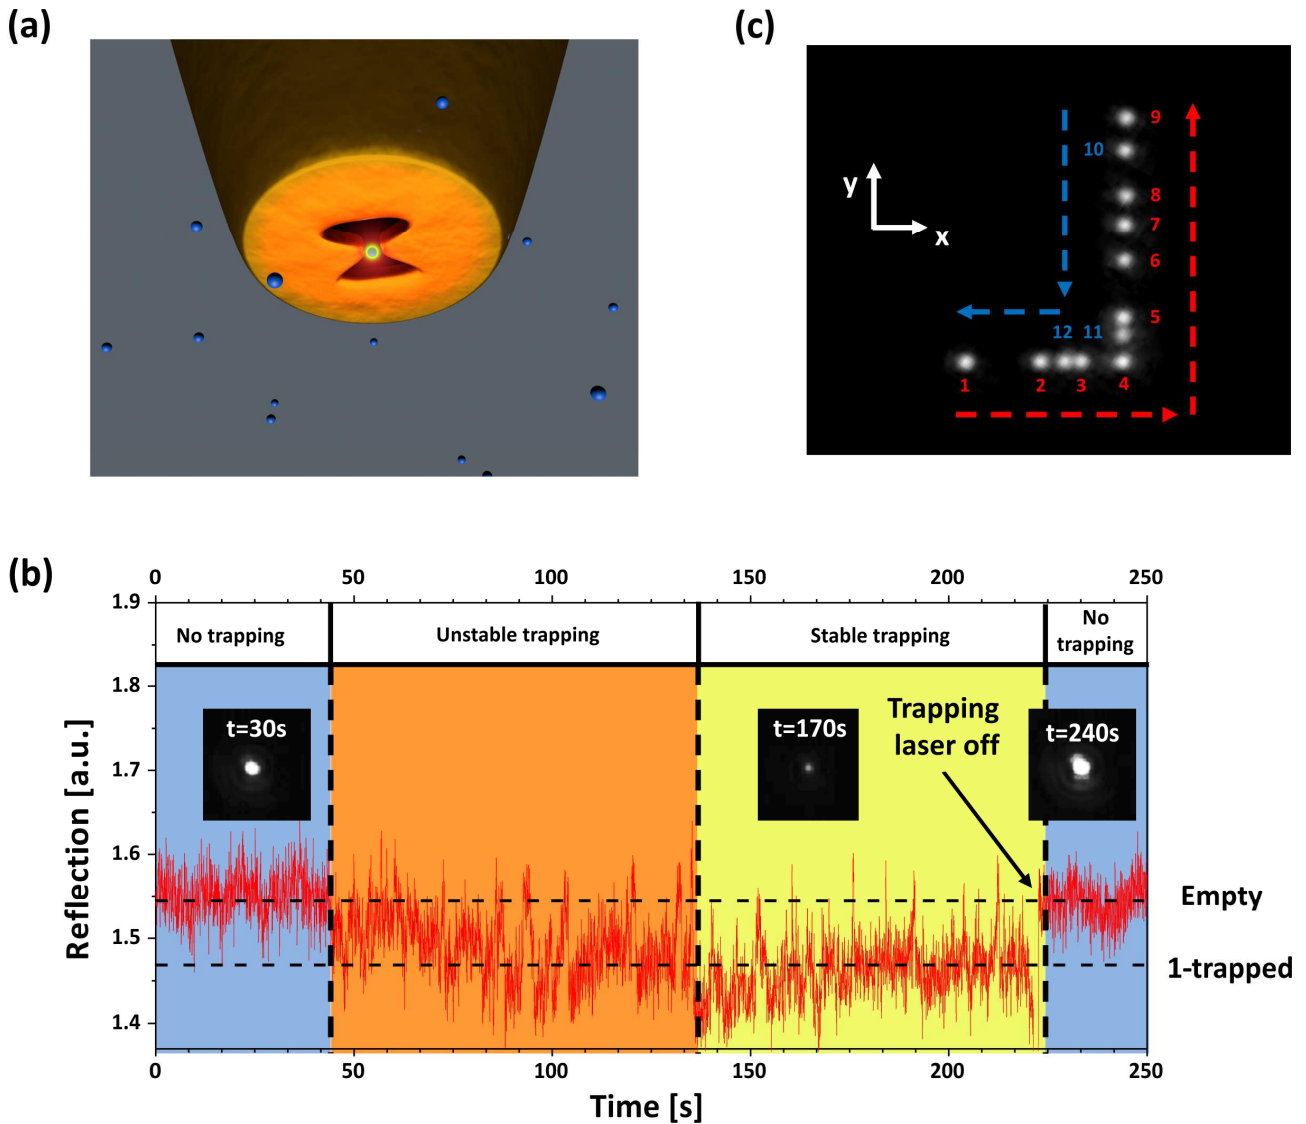 (a)
(c)
9
10
8
7
6
5
12 11
1
2
3
4
y
x
(b)
0 50 100 150 200 250
1.9
No trapping
Unstable trapping
Stable trapping
No
trapping
1.8
t=30s
t=170s
Trapping
laser off
t=240s
1.7
1.6
1.5
1.4
Reflection [a.u.]
Empty
1-trapped
0 50 100 150 200 250
Time [s]